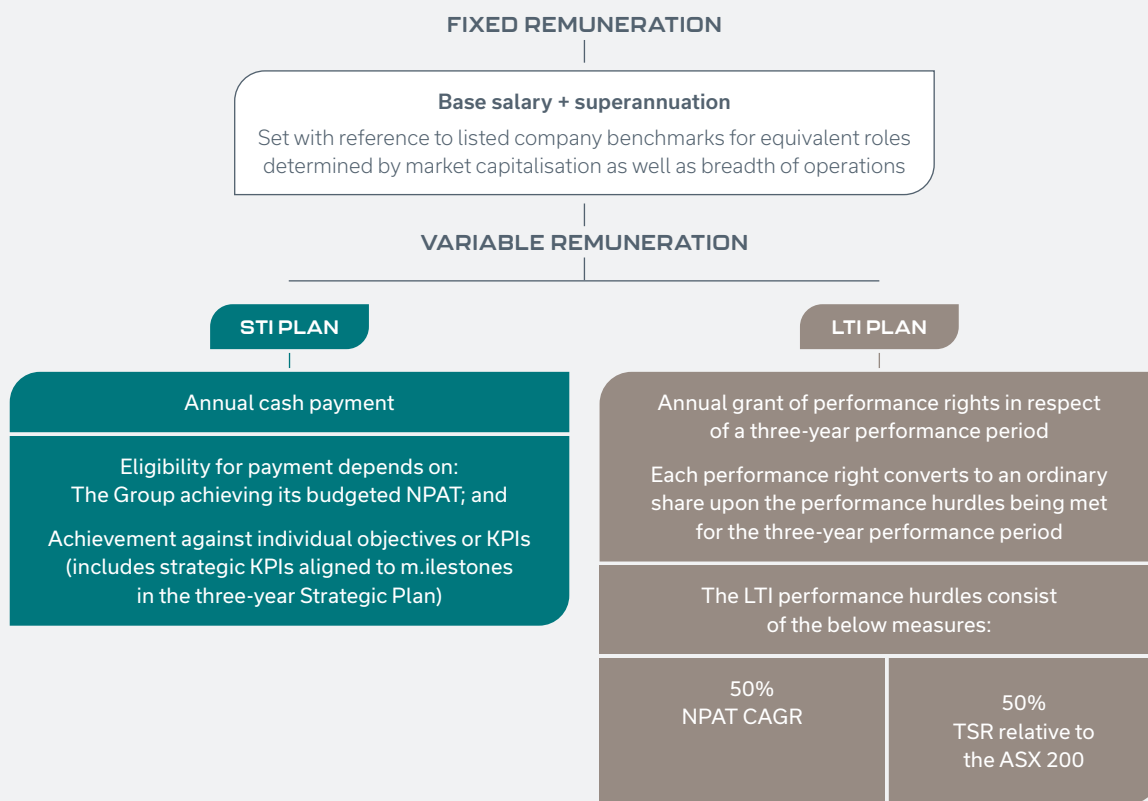 FIXED REMUNERATION
Base salary + superannuation
Set with reference to listed company benchmarks for equivalent roles
determined by market capitalisation as well as breadth of operations
VARIABLE REMUNERATION
STI PLAN
Annual cash payment
Eligibility for payment depends on:
The Group achieving its budgeted NPAT; and
Achievement against individual objectives or KPIs
(includes strategic KPIs aligned to m.ilestones
in the three-year Strategic Plan)
LTI PLAN
Annual grant of performance rights in respect
of a three-year performance period
Each performance right converts to an ordinary
share upon the performance hurdles being met
for the three-year performance period
The LTI performance hurdles consist
of the below measures:
50%
NPAT CAGR
50%
TSR relative to
the ASX 200